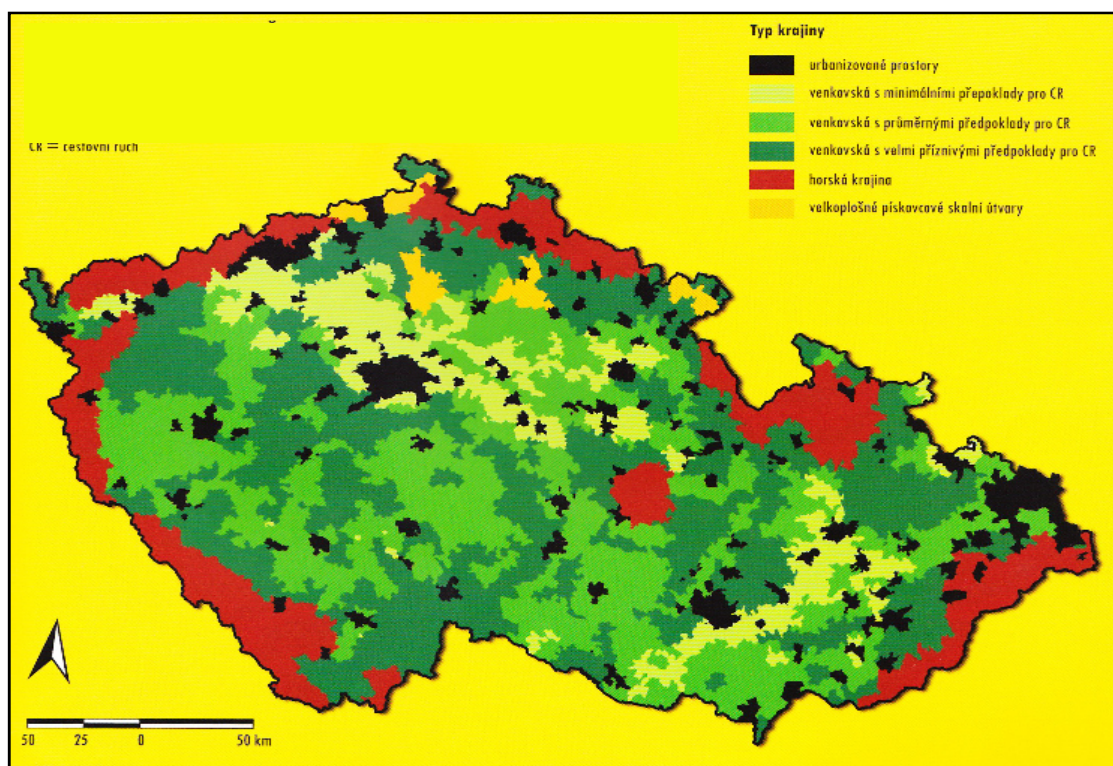 Typ krajiny
urbanizované prostory
venkovská s minimálními přepoklady pro CR
venkovská s průměrnými předpoklady pro CR
venkovská s velmi příznivými předpoklady pro CR
horská krajina
velkoplošné pískovcové skalní útvary
CR = cestovní ruch
50 25 0 50 km